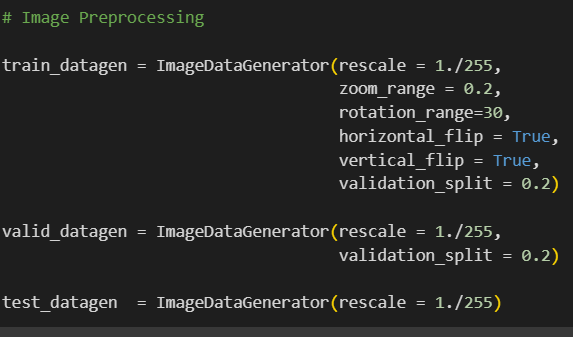 # Image Preprocessing
train_datagen = ImageDataGenerator(rescale = 1./255,
zoom_range = 0.2,
rotation_range=30,
horizontal_flip = True,
vertical_flip = True,
validation_split = 0.2)
valid_datagen = ImageDataGenerator(rescale = 1./255,
validation_split = 0.2)
test_datagen  = ImageDataGenerator(rescale = 1./255)